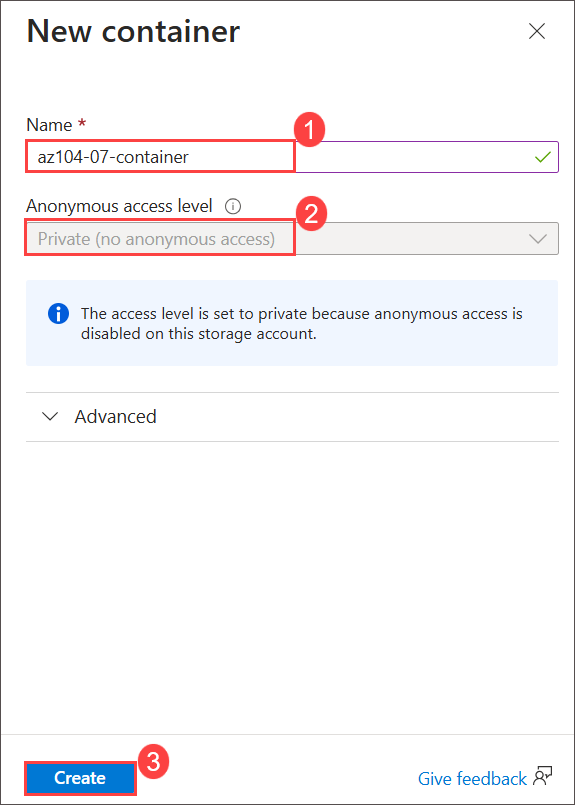 New container
Name *
1
az104-07-container
Anonymous access level
2
Private (no anonymous access)
The access level is set to private because anonymous access is
disabled on this storage account.
Advanced
3
Create
Give feedback